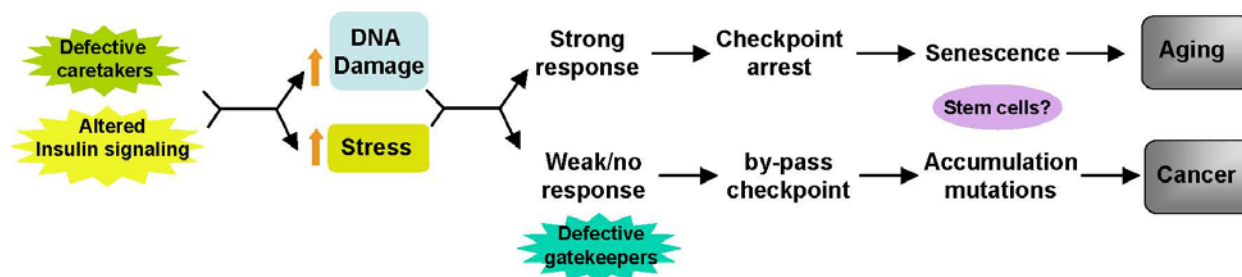 Defective
caretakers
Altered
Insulin signaling
DNA
Damage
Stress
Strong
response
Checkpoint
arrest
Senescence
Aging
Stem cells?
Weak/no
response
by-pass
checkpoint
Accumulation
mutations
Cancer
Defective
gatekeepers